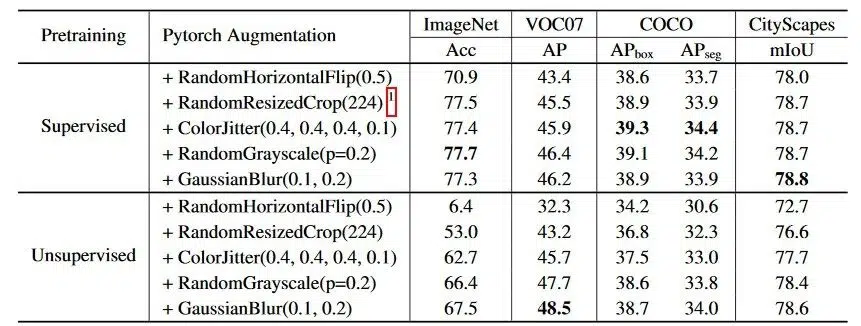 Pretraining Pytorch Augmentation ImageNet VOC07 COCO CityScapes
Acc AP APbox APseg mIoU
Supervised
+ RandomHorizontalFlip(0.5) 70.9 43.4 38.6 33.7 78.0
+ RandomResizedCrop(224) 1 77.5 45.5 38.9 33.9 78.7
+ ColorJitter(0.4, 0.4, 0.4, 0.1) 77.4 45.9 39.3 34.4 78.7
+ RandomGrayscale(p=0.2) 77.7 46.4 39.1 34.2 78.7
+ GaussianBlur(0.1, 0.2) 77.3 46.2 38.9 33.9 78.8
Unsupervised
+ RandomHorizontalFlip(0.5) 6.4 32.3 34.2 30.6 72.7
+ RandomResizedCrop(224) 53.0 43.2 36.8 32.3 76.6
+ ColorJitter(0.4, 0.4, 0.4, 0.1) 62.7 45.7 37.5 33.0 77.7
+ RandomGrayscale(p=0.2) 66.4 47.7 38.6 33.8 78.4
+ GaussianBlur(0.1, 0.2) 67.5 48.5 38.7 34.0 78.6